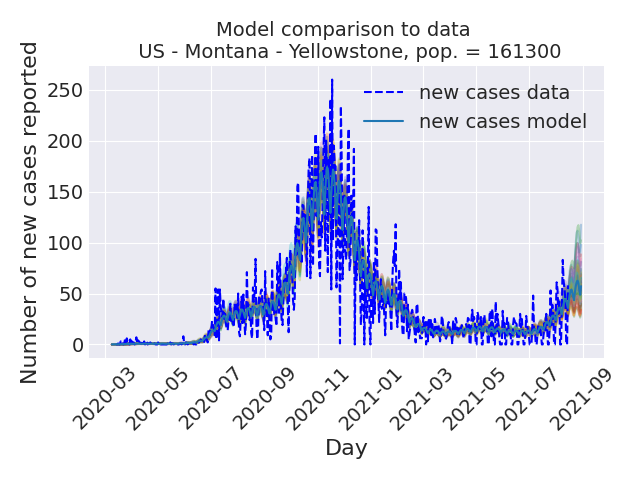 Model comparison to data
US - Montana - Yellowstone, pop. = 161300
Number of new cases reported
250
200
150
100
50
0
new cases data
new cases model
2020-03
2020-05
2020-07
2020-09
2020-11
2021-01
2021-03
2021-05
2021-07
2021-09
Day